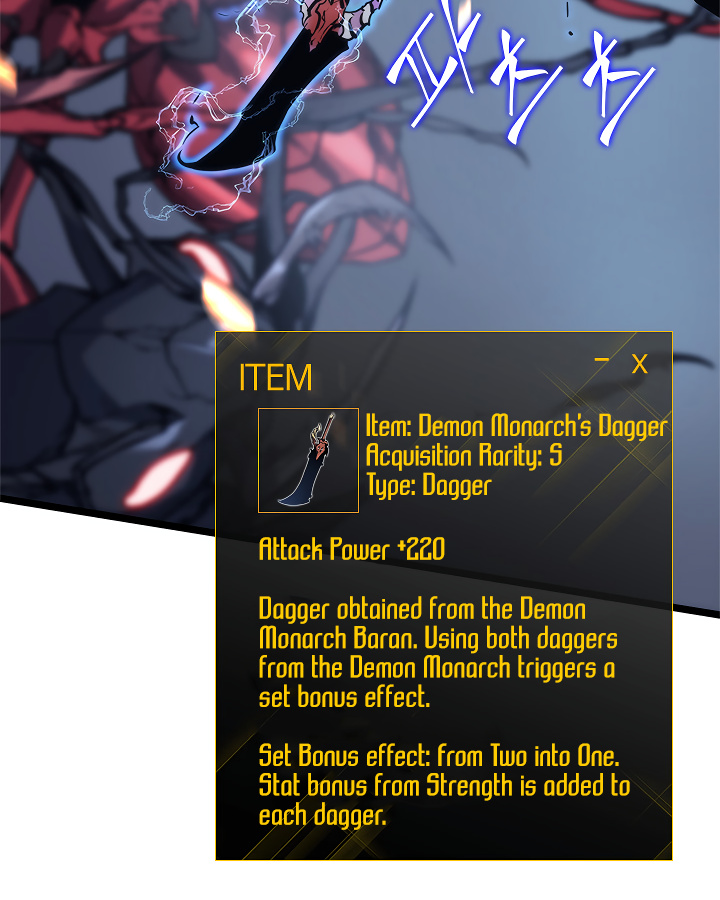 ITEM
– X
Item: Demon Monarch's Dagger
Acquisition Rarity: S
Type: Dagger
Attack Power +220
Dagger obtained from the Demon
Monarch Baran. Using both daggers
from the Demon Monarch triggers a
set bonus effect.
Set Bonus effect: from Two into One.
Stat bonus from Strength is added to
each dagger.